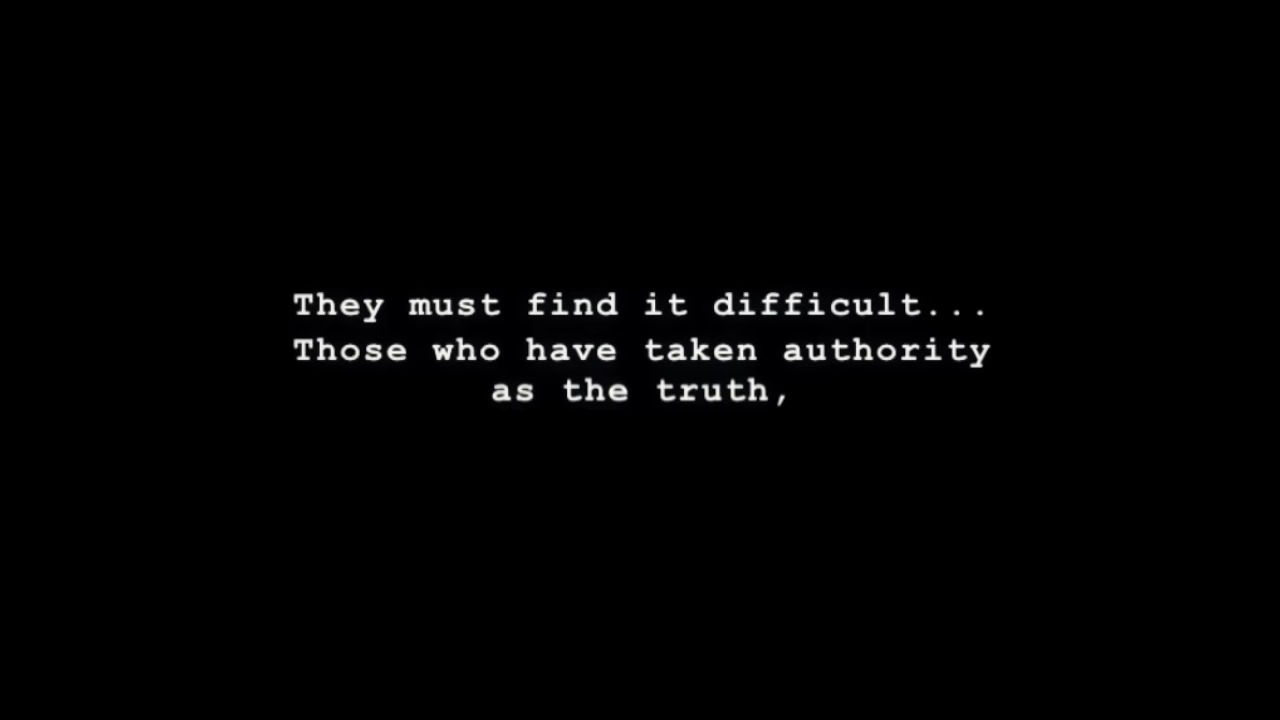 They must find it difficult...
Those who have taken authority
as the truth,